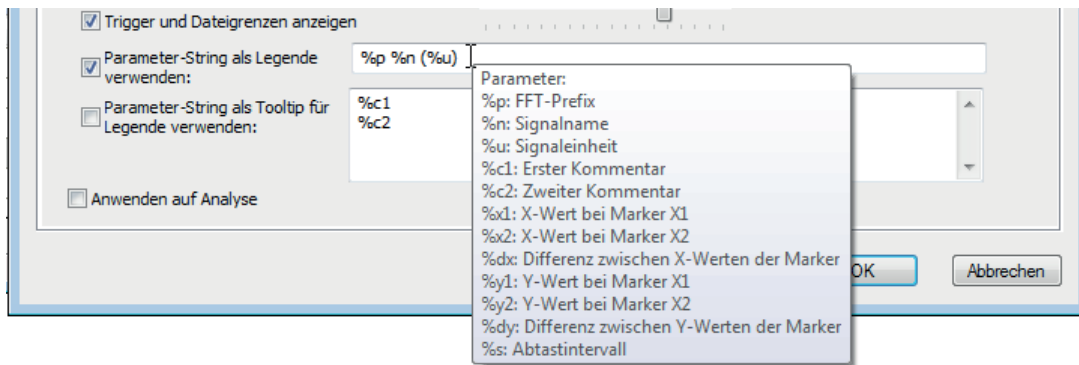 Trigger und Dateigrenzen anzeigen
Parameter-String als Legende
verwenden:
%p %n (%u)
Parameter-String als Tooltip für
Legende verwenden:
%c1
%c2
Anwenden auf Analyse
Parameter:
%p: FFT-Prefix
%n: Signalname
%u: Signaleinheit
%c1: Erster Kommentar
%c2: Zweiter Kommentar
%x1: X-Wert bei Marker X1
%x2: X-Wert bei Marker X2
%dx: Differenz zwischen X-Werten der Marker
%y1: Y-Wert bei Marker X1
%y2: Y-Wert bei Marker X2
%dy: Differenz zwischen Y-Werten der Marker
%s: Abtastintervall
OK
Abbrechen